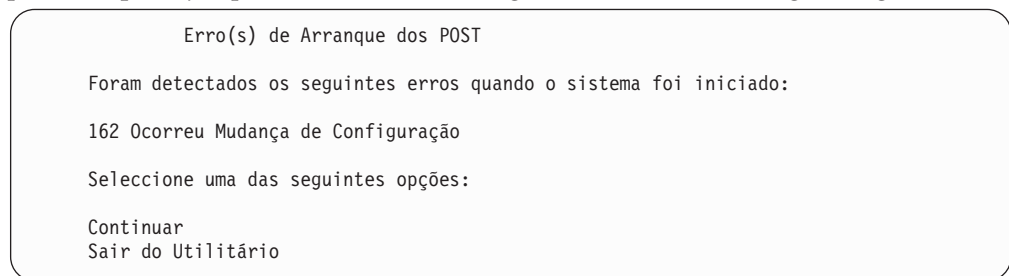 Erro(s) de Arranque dos POST
Foram detectados os seguintes erros quando o sistema foi iniciado:
162 Ocorreu Mudança de Configuração
Seleccione uma das seguintes opções:
Continuar
Sair do Utilitário